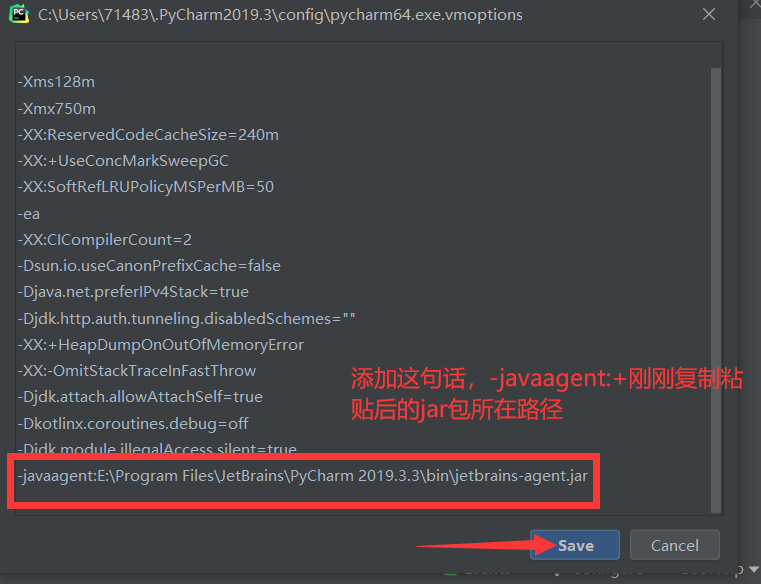 PC C:\Users\71483\.PyCharm2019.3\config\pycharm64.exe.vmoptions
-Xms128m
-Xmx750m
-XX:ReservedCodeCacheSize=240m
-XX:+UseConcMarkSweepGC
-XX:SoftRefLRUPolicyMSPerMB=50
-ea
-XX:CICompilerCount=2
-Dsun.io.useCanonPrefixCache=false
-Djava.net.preferIPv4Stack=true
-Djdk.http.auth.tunneling.disabledSchemes=""
-XX:+HeapDumpOnOutOfMemoryError
-XX:-OmitStackTraceInFastThrow
-Djdk.attach.allowAttachSelf=true
-Dkotlinx.coroutines.debug=off
-Djdk.module.illegalAccess.silent=true
-javaagent:E:\Program Files\JetBrains\PyCharm 2019.3.3\bin\jetbrains-agent.jar
添加这句话，-javaagent:+刚刚复制粘
贴后的jar包所在路径
Save Cancel